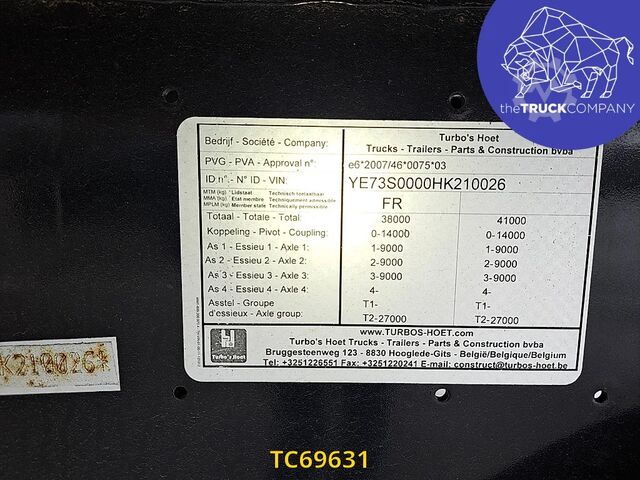 theTRUCKCOMPANY
Bedrijf - Société - Company: Turbo's Hoet
Trucks - Trailers - Parts & Construction bvba
PVG - PVA - Approval n°: e6*2007/46*0075*03
ID n°.- N° ID - VIN: YE73S0000HK210026
MTM (kg) Lidstaat Technisch toelaatbaar
MMA (kg) Etat membre Techniquement admissible
MPLM (kg) Member state Technically permissible
FR
Totaal - Totale - Total: 38000 41000
Koppeling - Pivot - Coupling: 0-14000 0-14000
As 1 - Essieu 1 - Axle 1: 1-9000 1-9000
As 2 - Essieu 2 - Axle 2: 2-9000 2-9000
As 3 - Essieu 3 - Axle 3: 3-9000 3-9000
As 4 - Essieu 4 - Axle 4: 4- 4-
Asstel - Groupe T1- T1-
d'essieux - Axle group: T2-27000 T2-27000
Turbo's Hoet
WWW.TURBOS-HOET.com
Turbo's Hoet Trucks - Trailers - Parts & Construction bvba
Bruggesteenweg 123 - 8830 Hooglede-Gits - België/Belgique/Belgium
Tel: +3251226551 Fax: +3251220241 E-mail: construct@turbos-hoet.be
K210026*
TC69631